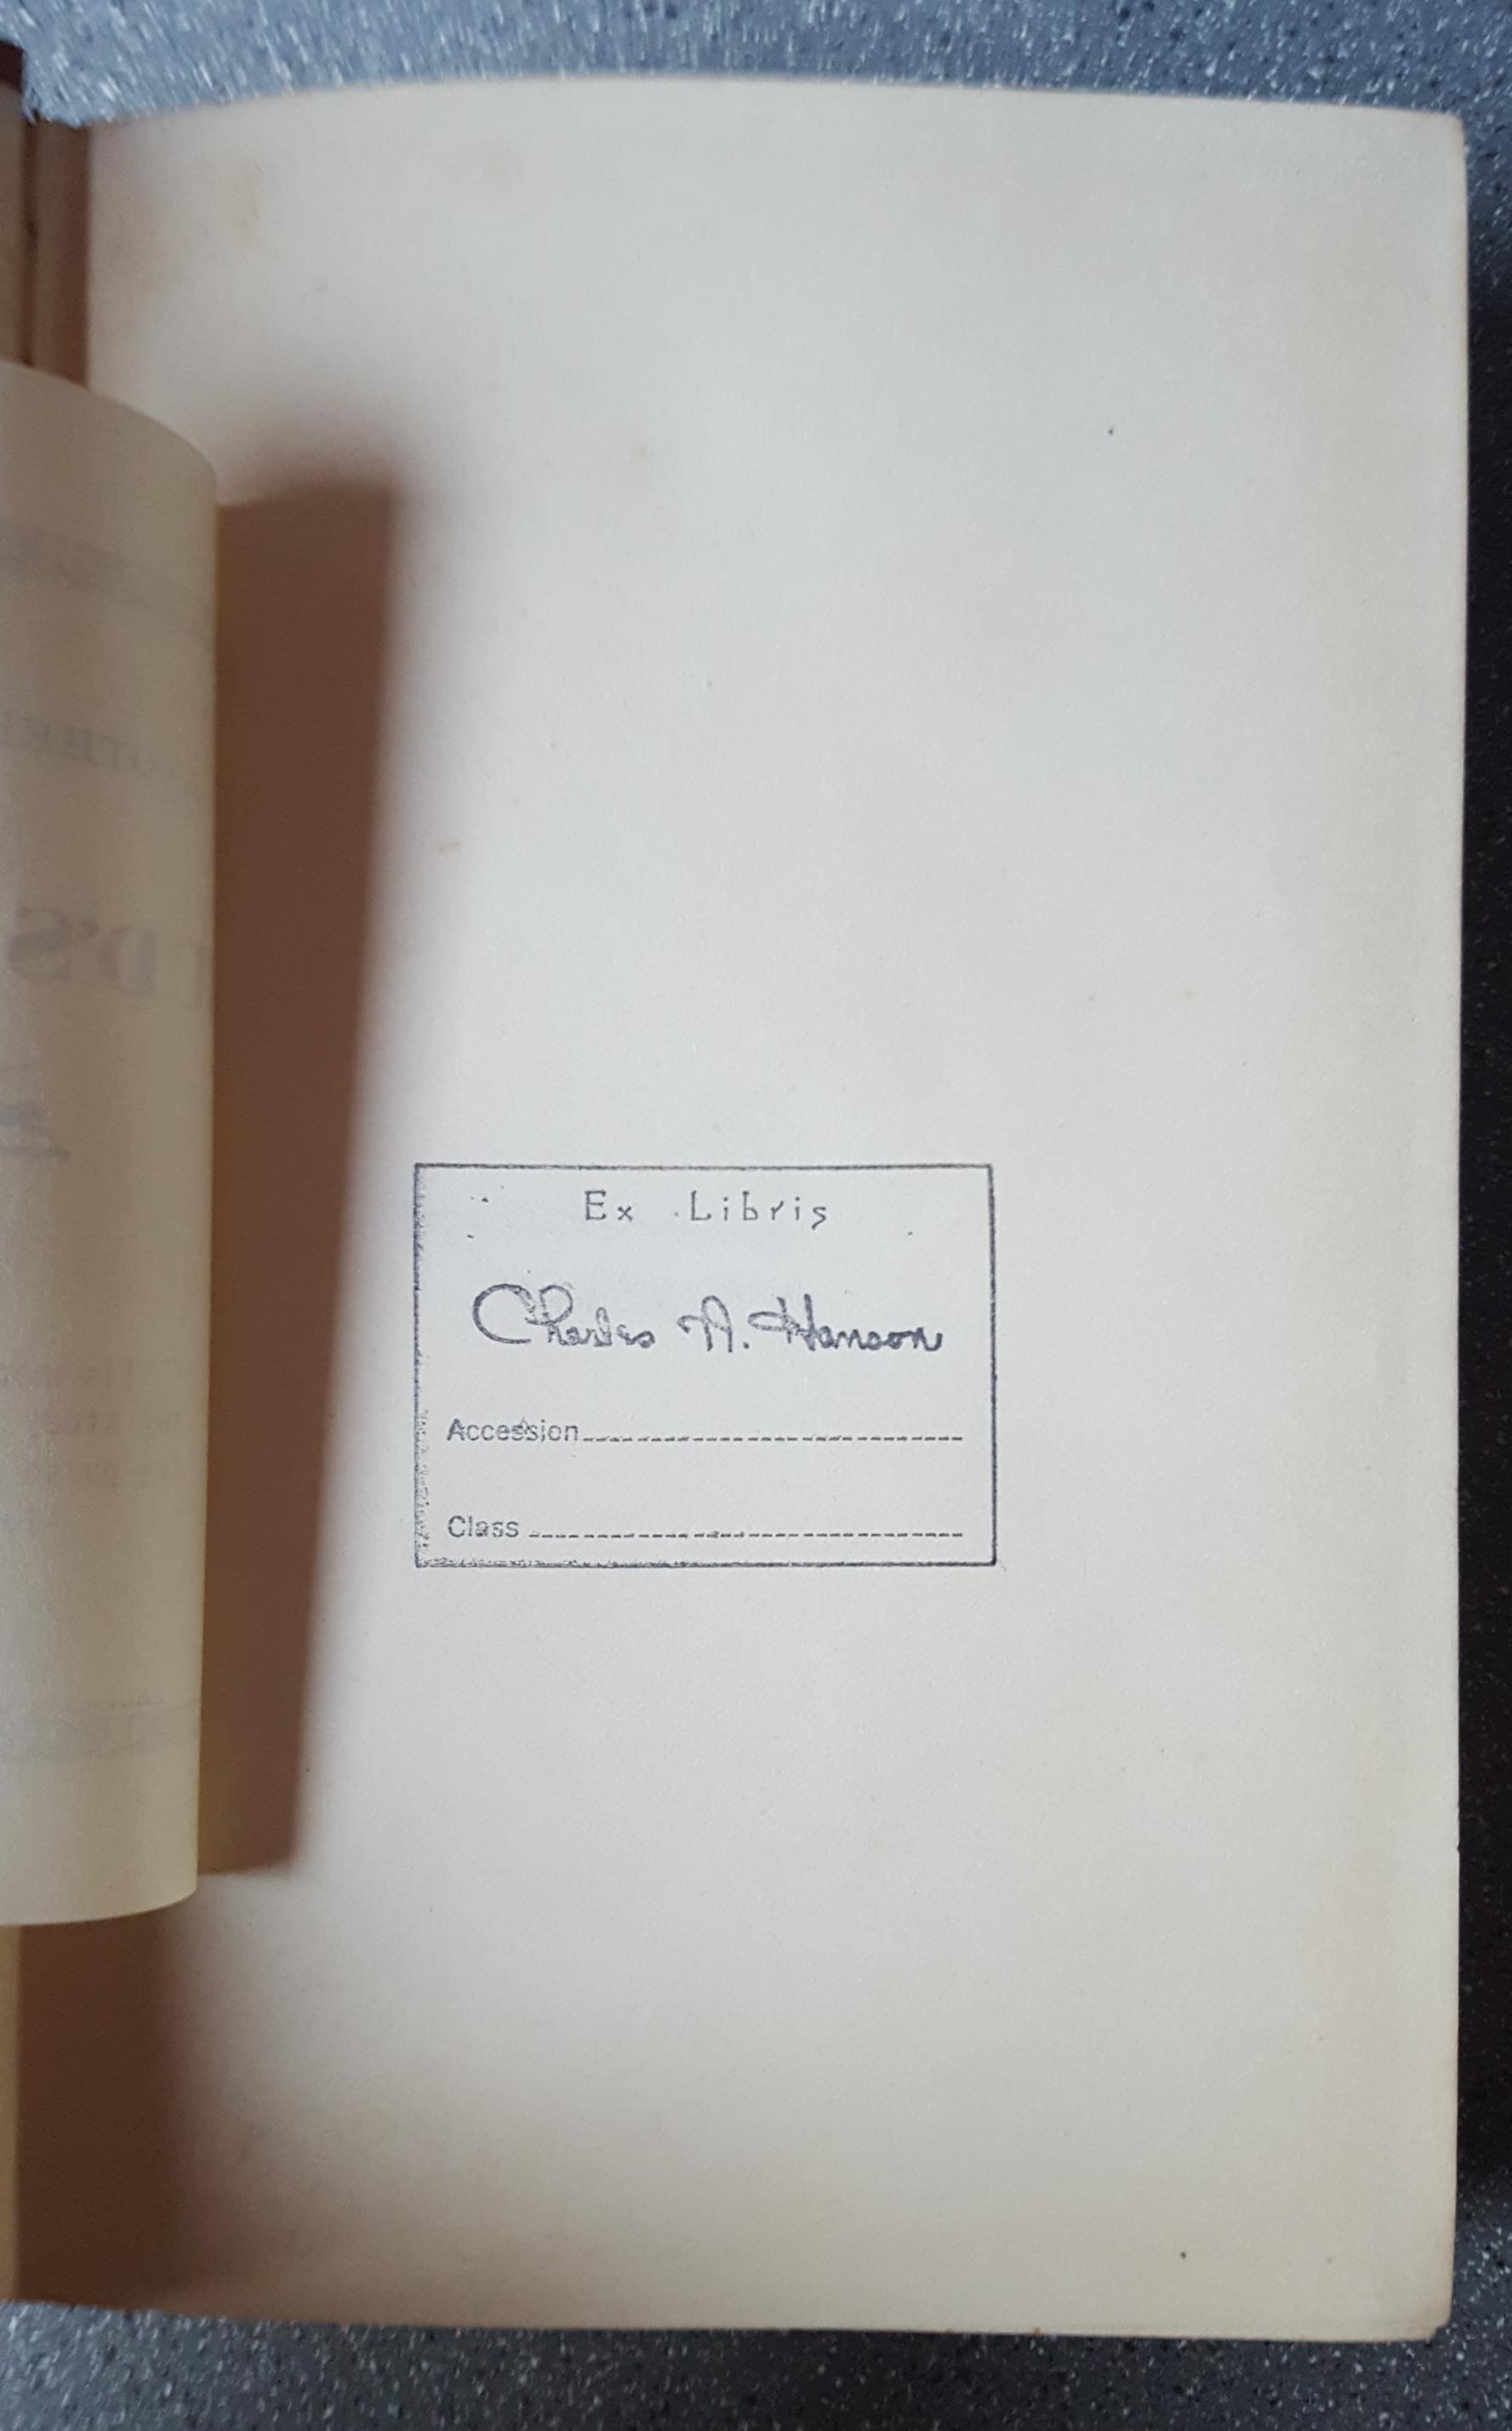 Ex Libris
Charles A. Hanson
Accession
Class